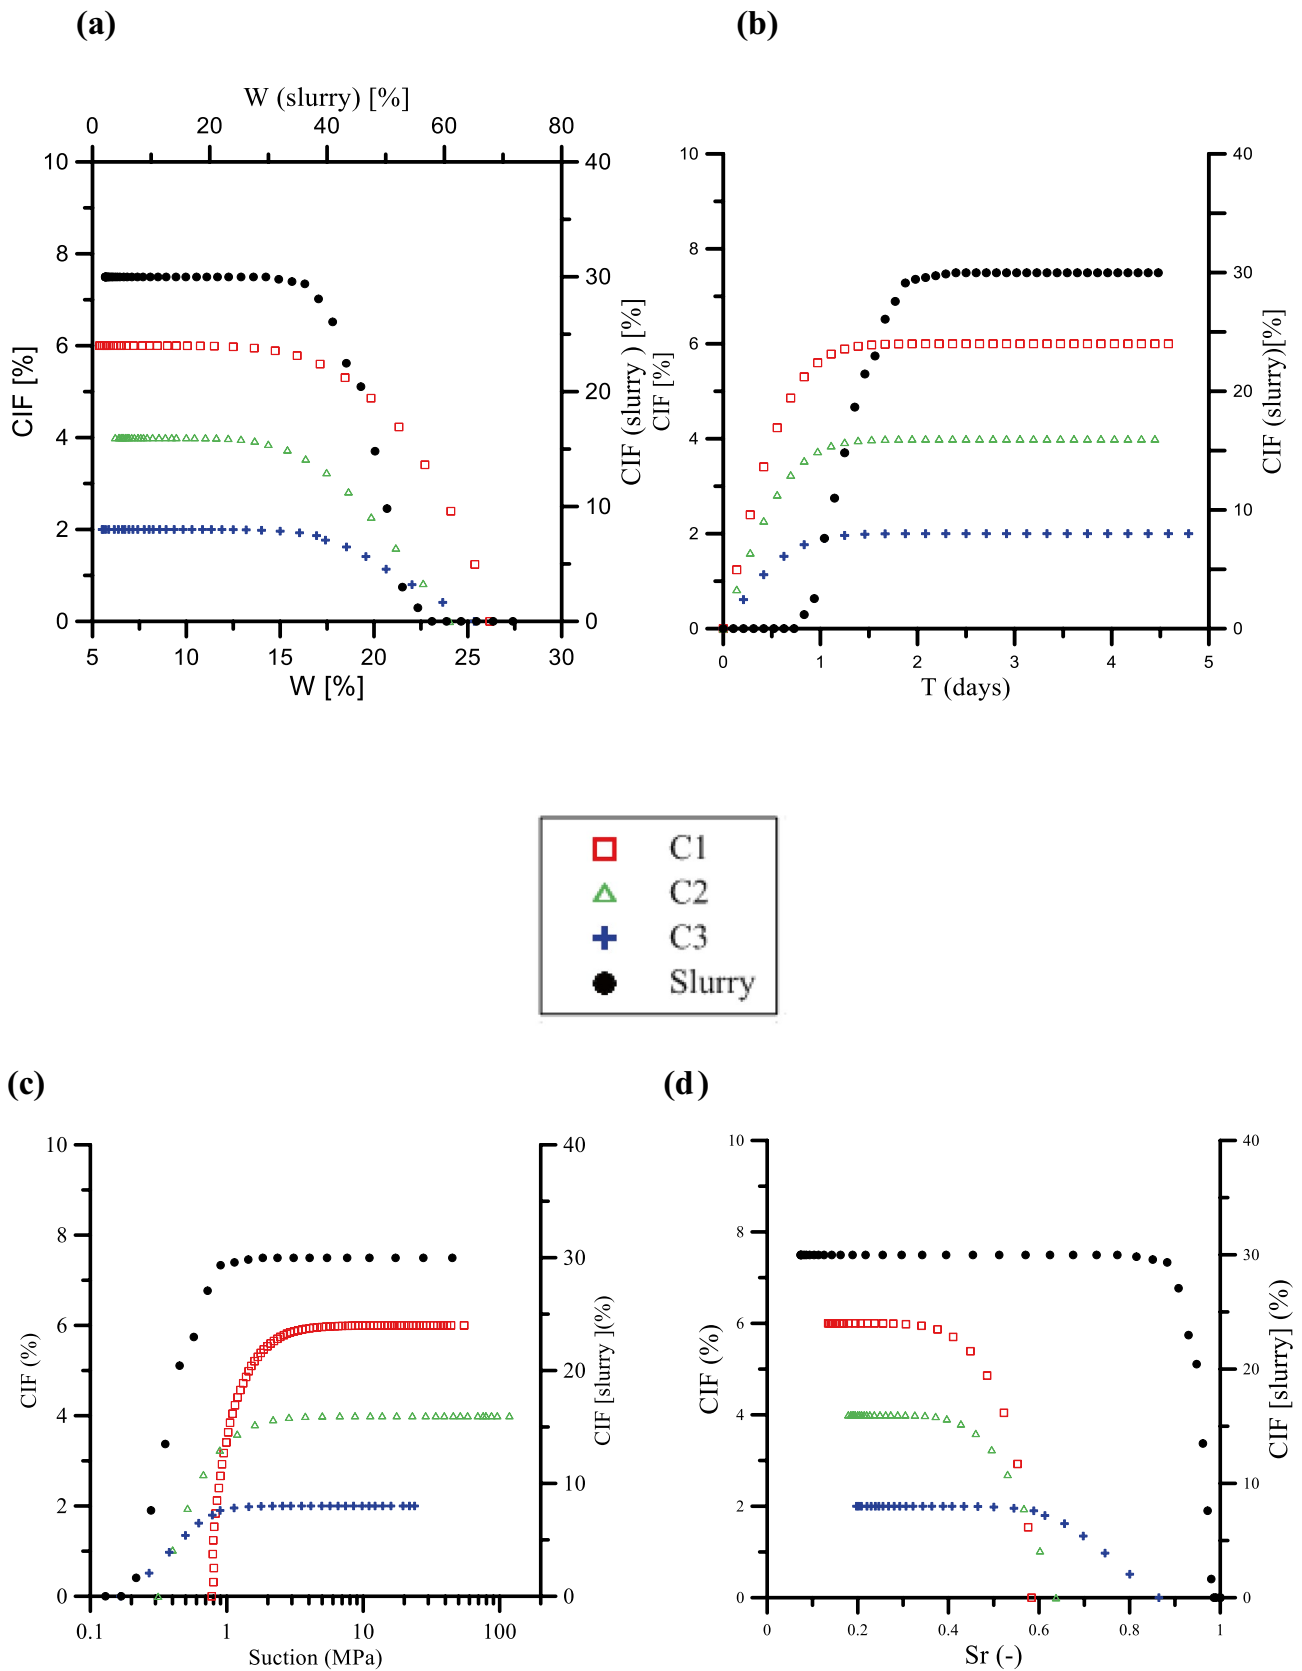 (a)
(b)
W (slurry) [%]
0 20 40 60 80
10 8 6 4 2 0
CIF [%]
40 30 20 10 0
CIF (slurry ) [%]
5 10 15 20 25 30
W [%]
10 8 6 4 2 0
CIF [%]
40 30 20 10 0
CIF (slurry)[%]
0 1 2 3 4 5
T (days)
C1
C2
C3
Slurry
(c)
(d)
10 8 6 4 2 0
CIF (%)
40 30 20 10 0
CIF [slurry ](%)
0.1 1 10 100
Suction (MPa)
10 8 6 4 2 0
CIF (%)
40 30 20 10 0
CIF [slurry] (%)
0 0.2 0.4 0.6 0.8 1
Sr (-)